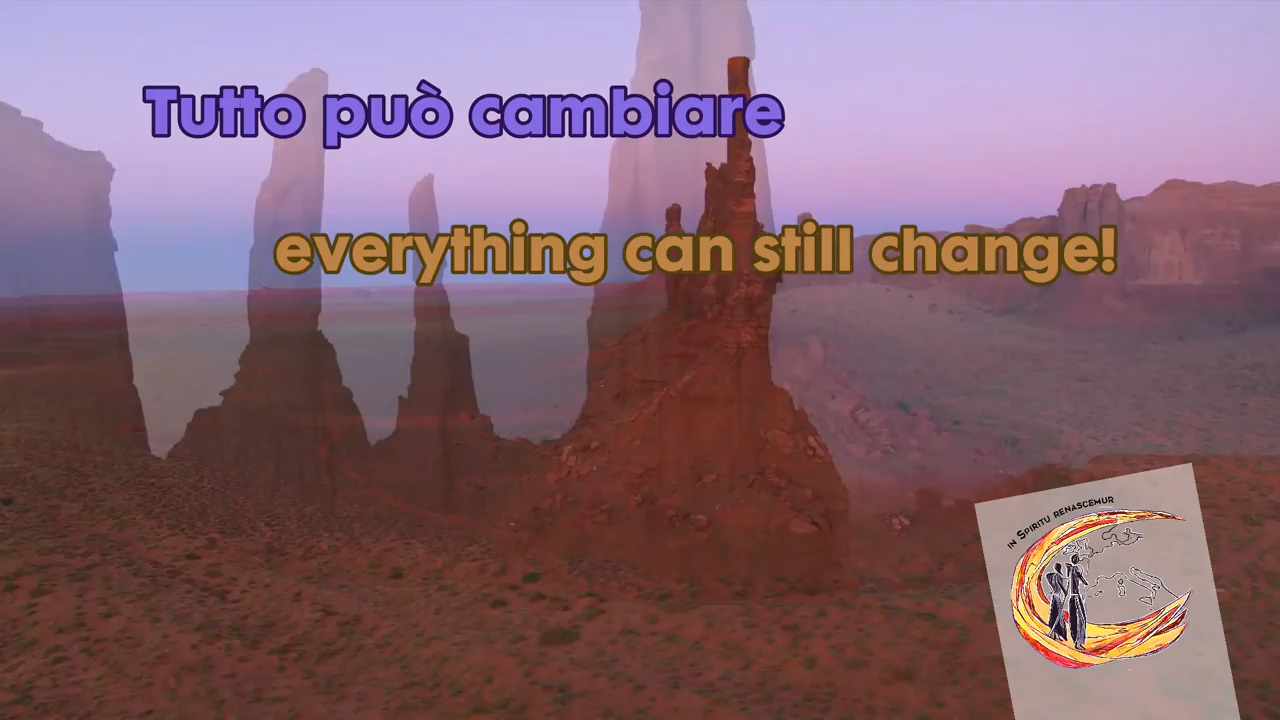 Tutto può cambiare
everything can still change!
IN SPIRITU RENASCEMUR